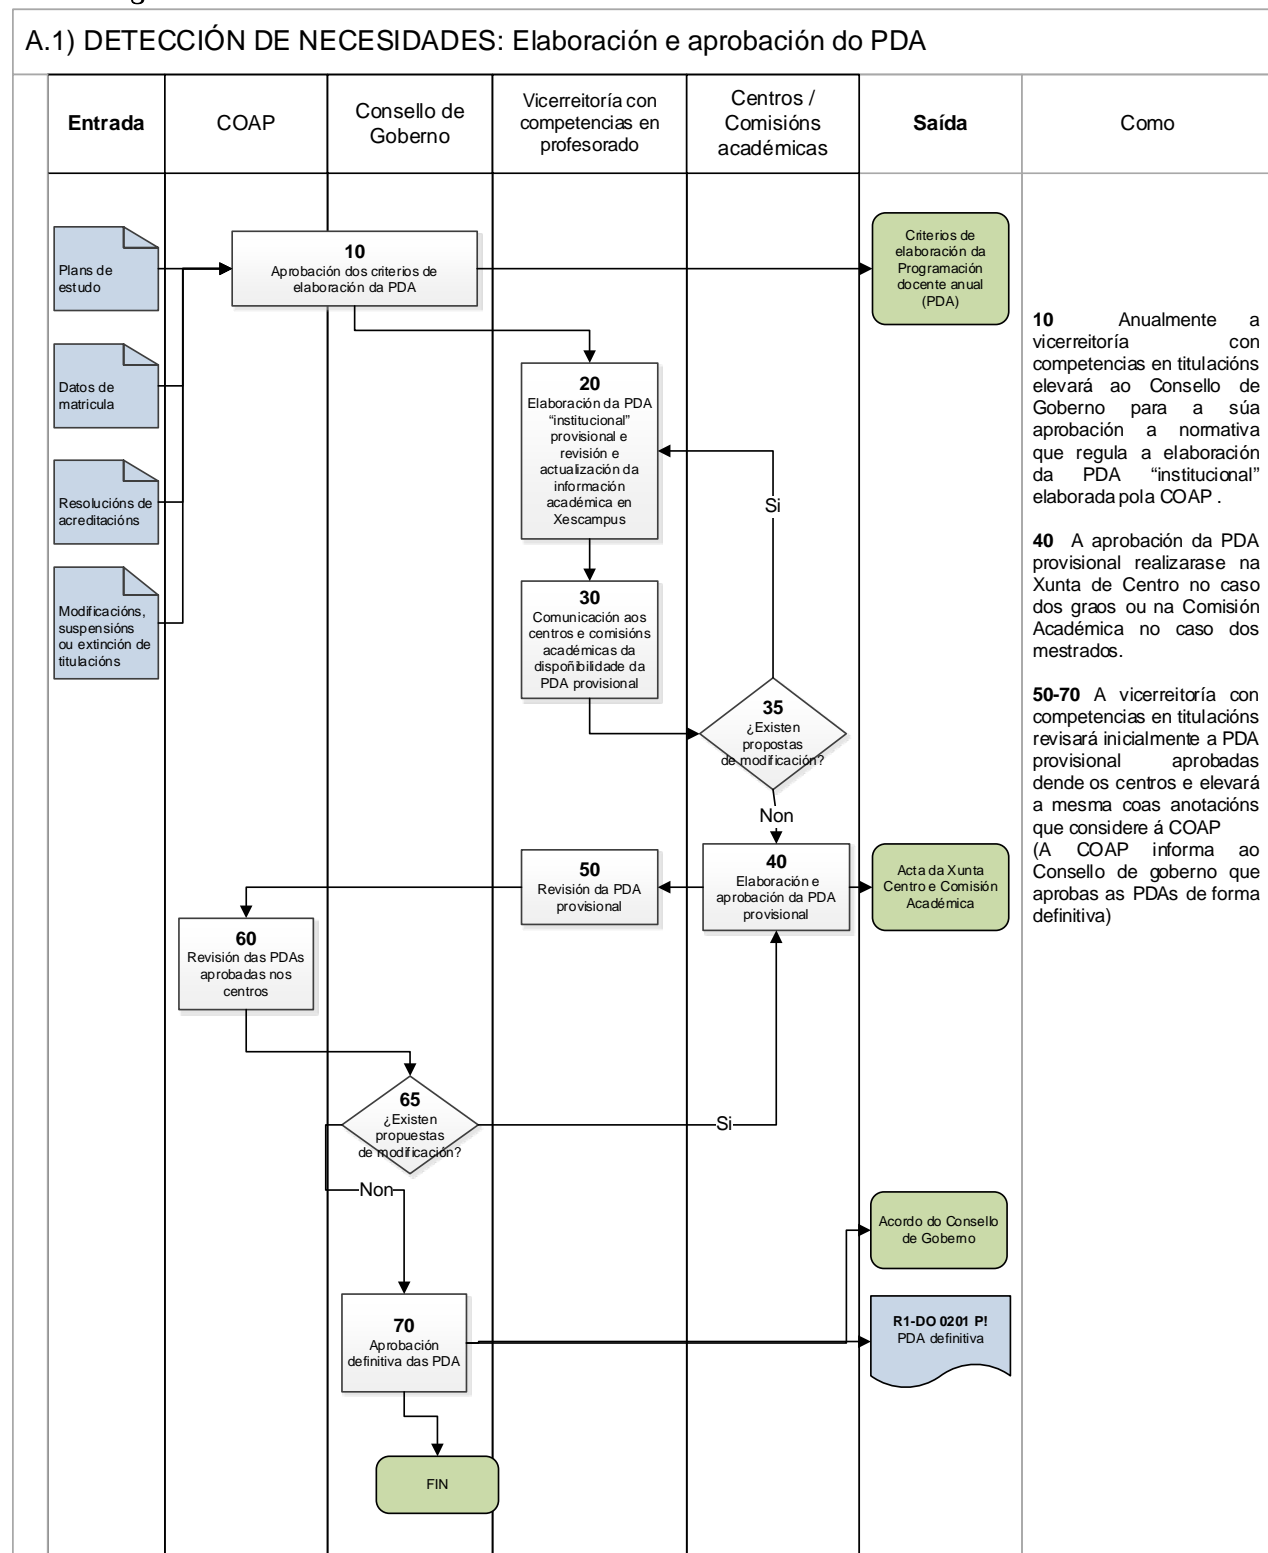 A.1) DETECCIÓN DE NECESIDADES: Elaboración e aprobación do PDA
Entrada
COAP
Consello de
Goberno
Vicerreitoría con
competencias en
profesorado
Centros /
Comisións
académicas
Saída
Como
Plans de
estudo
Datos de
matricula
Resolucións de
acreditacións
Modificacións,
suspensións
ou extinción de
titulacións
10
Aprobación dos criterios de
elaboración da PDA
Criterios de
elaboración da
Programación
docente anual
(PDA)
20
Elaboración da PDA
“institucional”
provisional e
revisión e
actualización da
información
académica en
Xescampus
30
Comunicación aos
centros e comisións
académicas da
dispoñibilidade da
PDA provisional
Si
35
¿Existen
propostas
de modificación?
Non
40
Elaboración e
aprobación da PDA
provisional
Acta da Xunta
Centro e Comisión
Académica
50
Revisión da PDA
provisional
60
Revisión das PDAs
aprobadas nos
centros
65
¿Existen
propuestas
de modificación?
Si
Non
70
Aprobación
definitiva das PDA
Acordo do Consello
de Goberno
R1-DO 0201 P!
PDA definitiva
FIN
10 Anualmente a
vicerreitoría con
competencias en titulacións
elevará ao Consello de
Goberno para a súa
aprobación a normativa
que regula a elaboración
da PDA “institucional”
elaborada pola COAP .
40 A aprobación da PDA
provisional realizarase na
Xunta de Centro no caso
dos graos ou na Comisión
Académica no caso dos
mestrados.
50-70 A vicerreitoría con
competencias en titulacións
revisará inicialmente a PDA
provisional aprobadas
dende os centros e elevará
a mesma coas anotacións
que considere á COAP
(A COAP informa ao
Consello de goberno que
aprobas as PDAs de forma
definitiva)